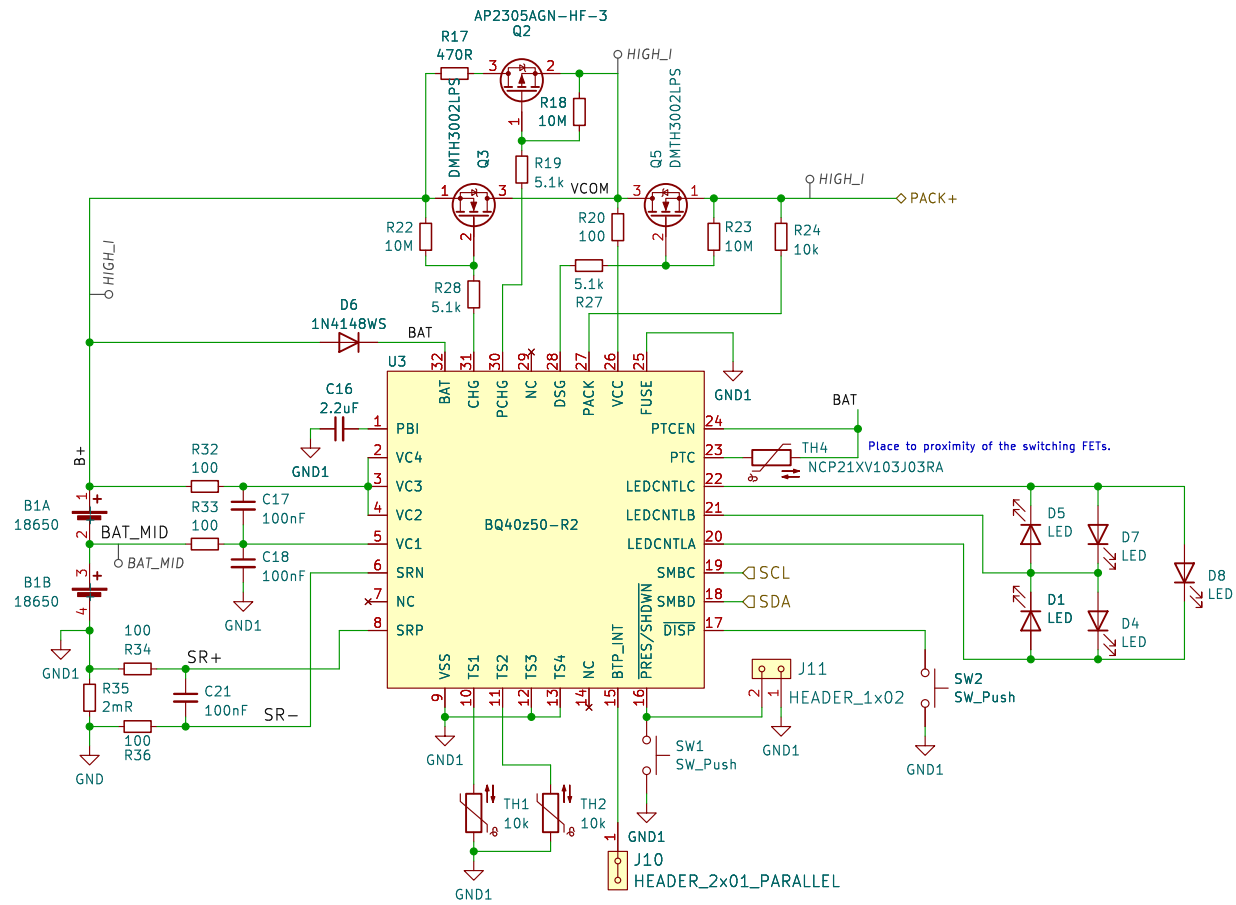 AP2305AGN-HF-3
Q2
R17
470R
3
2
1
HIGH_I
R18
10M
DMTH3002LPS
Q3
DMTH3002LPS
Q5
R19
5.1k
VCOM
1
3
2
3
1
2
HIGH_I
PACK+
R22
10M
R20
100
R23
10M
R24
10k
HIGH_I
R28
5.1k
5.1k
R27
D6
1N4148WS
BAT
U3
32
31
30
29
28
27
26
25
BAT
CHG
PCHG
NC
DSG
PACK
VCC
FUSE
GND1
C16
2.2uF
GND1
1
PBI
2
VC4
3
VC3
4
VC2
5
VC1
6
SRN
7
NC
8
SRP
BQ40z50-R2
PTCEN
24
PTC
23
LEDCNTLC
22
LEDCNTLB
21
LEDCNTLA
20
SMBC
19
SMBD
18
DISP
17
BAT
Place to proximity of the switching FETs.
TH4
NCP21XV103J03RA
SCL
SDA
B+
R32
100
R33
100
C17
100nF
C18
100nF
GND1
B1A
18650
1
+
2
BAT_MID
BAT_MID
B1B
18650
3
+
4
GND1
100
R34
SR+
R35
2mR
C21
100nF
SR-
100
R36
GND
D5
LED
D7
LED
D8
LED
D1
LED
D4
LED
VSS
TS1
TS2
TS3
TS4
NC
BTP_INT
PRES/SHDWN
9
10
11
12
13
14
15
16
GND1
J11
HEADER_1x02
2
1
GND1
SW1
SW_Push
GND1
SW2
SW_Push
GND1
TH1
10k
TH2
10k
GND1
1
J10
HEADER_2x01_PARALLEL